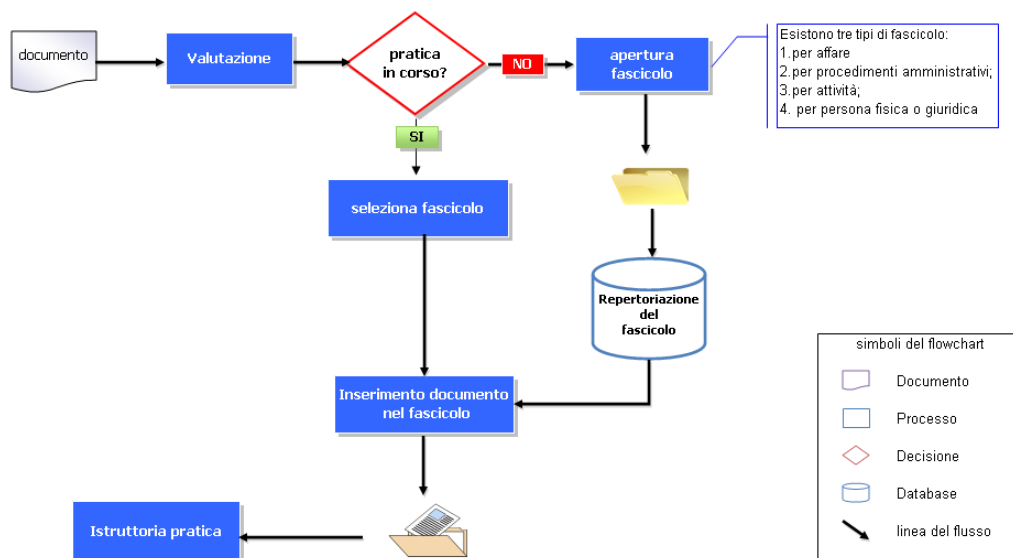 documento
Valutazione
pratica
in corso?
NO
apertura
fascicolo
Esistono tre tipi di fascicolo:
1. per affare
2. per procedimenti amministrativi;
3. per attività;
4. per persona fisica o giuridica
SI
seleziona fascicolo
Repertoriazione
del
fascicolo
Inserimento documento
nel fascicolo
Istruttoria pratica
simboli del flowchart
Documento
Processo
Decisione
Database
linea del flusso